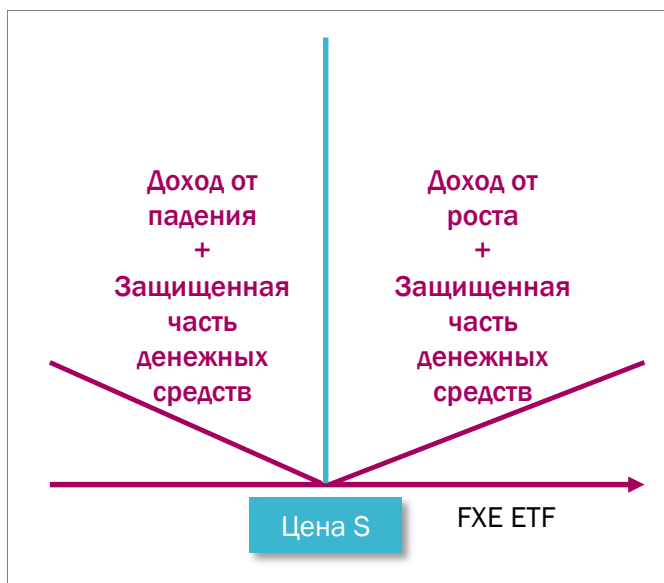 Доход от
падения
+
Защищенная
часть
денежных
средств
Доход от
роста
+
Защищенная
часть
денежных
средств
Цена S
FXE ETF